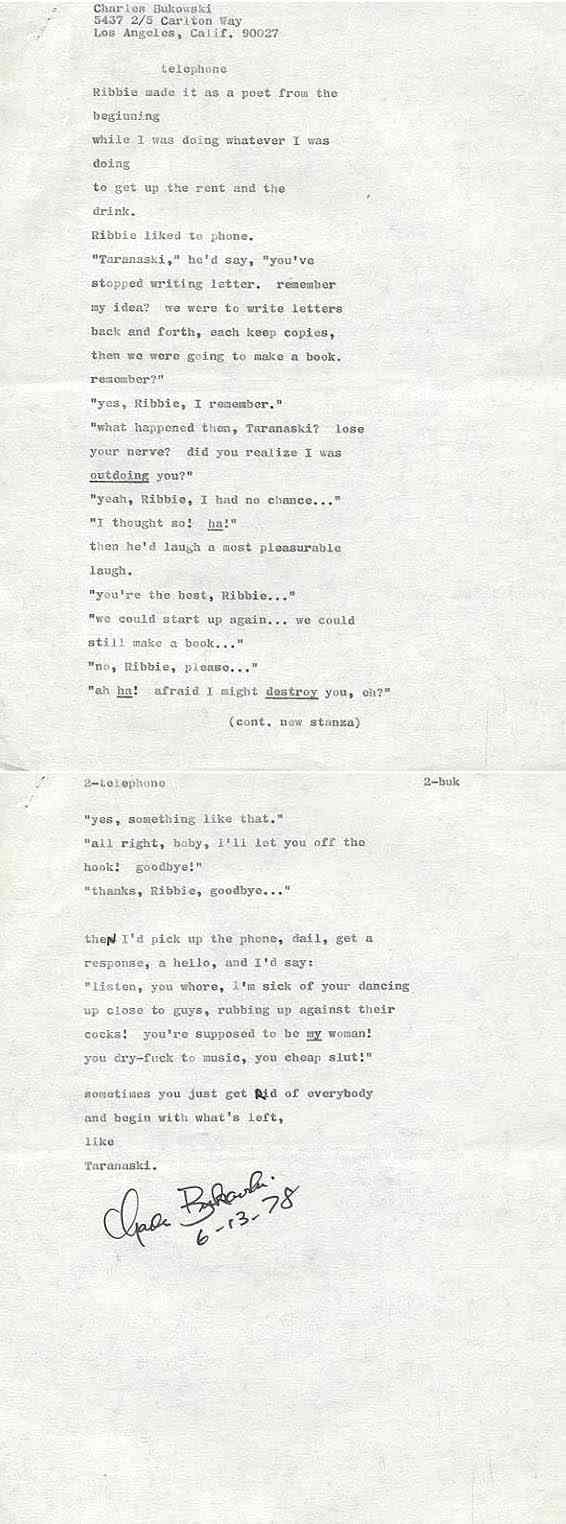 Charles Bukowski
5437 2/5 Carlton Way
Los Angeles, Calif. 90027
telephone
Ribbie made it as a poet from the
beginning
while I was doing whatever I was
doing
to get up the rent and the
drink.
Ribbie liked to phone.
"Taranaski," he'd say, "you've
stopped writing letter. remember
my idea? we were to write letters
back and forth, each keep copies,
then we were going to make a book.
remember?"
"yes, Ribbie, I remember."
"what happened then, Taranaski? lose
your nerve? did you realize I was
outdoing you?"
"yeah, Ribbie, I had no chance..."
"I thought so! ha!"
then he'd laugh a most pleasurable
laugh.
"you're the best, Ribbie..."
"we could start up again... we could
still make a book..."
"no, Ribbie, please..."
"ah ha! afraid I might destroy you, eh?"
(cont. new stanza)
2-telephone 2-buk
"yes, something like that."
"all right, baby, I'll let you off the
hook! goodbye!"
"thanks, Ribbie, goodbye..."
theN I'd pick up the phone, dail, get a
response, a hello, and I'd say:
"listen, you whore, I'm sick of your dancing
up close to guys, rubbing up against their
cocks! you're supposed to be my woman!
you dry-fuck to music, you cheap slut!"
sometimes you just get Rid of everybody
and begin with what's left,
like
Taranaski.
Charles Bukowski
6-13-78